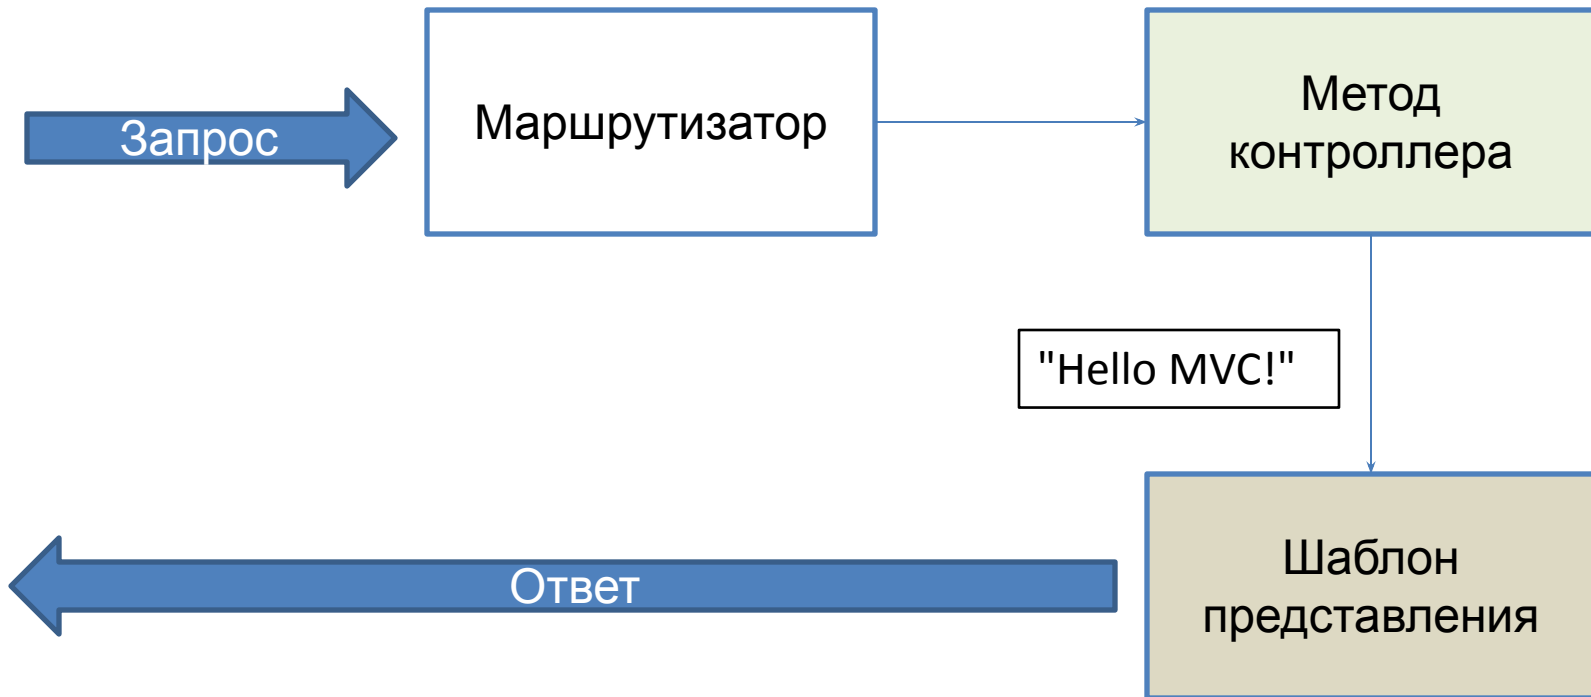 Запрос
Маршрутизатор
Метод
контроллера
"Hello MVC!"
Шаблон
представления
Ответ